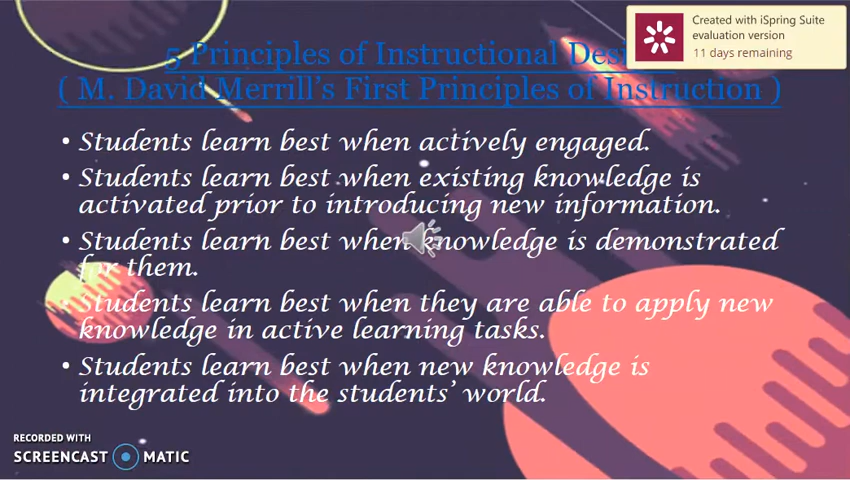 Created with iSpring Suite
evaluation version
11 days remaining
5 Principles of Instructional
( M. David Merrill's First Principles of Instruction )
• Students learn best when actively engaged.
• Students learn best when existing knowledge is
activated prior to introducing new information.
• Students learn best when knowledge is demonstrated
for them.
• Students learn best when they are able to apply new
knowledge in active learning tasks.
• Students learn best when new knowledge is
integrated into the students' world.
RECORDED WITH
SCREENCAST MATIC